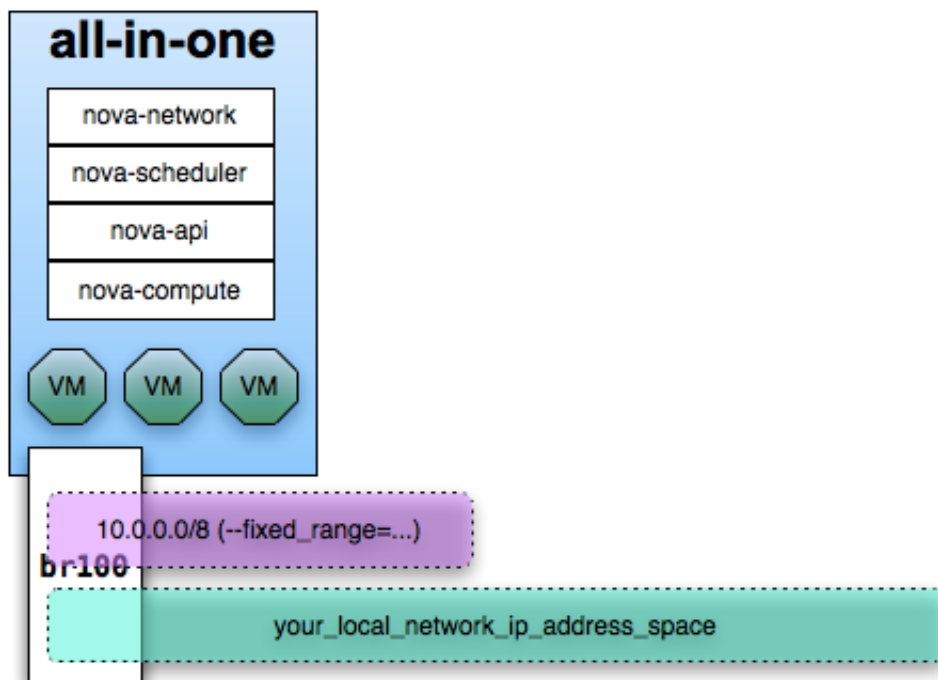 all-in-one
nova-network
nova-scheduler
nova-api
nova-compute
VM VM VM
10.0.0.0/8 (--fixed_range=...)
br100
your_local_network_ip_address_space